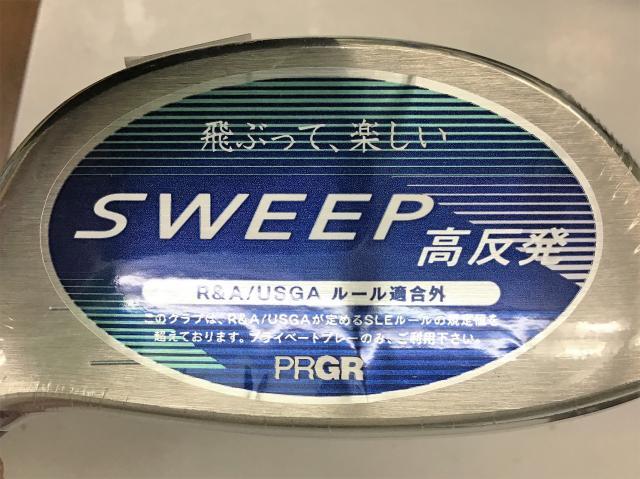 飛ぶって、楽しい
SWEEP 高反発
R&A/USGA ルール適合外
このクラブは、R&A/USGAが定めるSLEルールの規定値を
超えております。プライベートプレーのみ、ご利用下さい。
PRGR